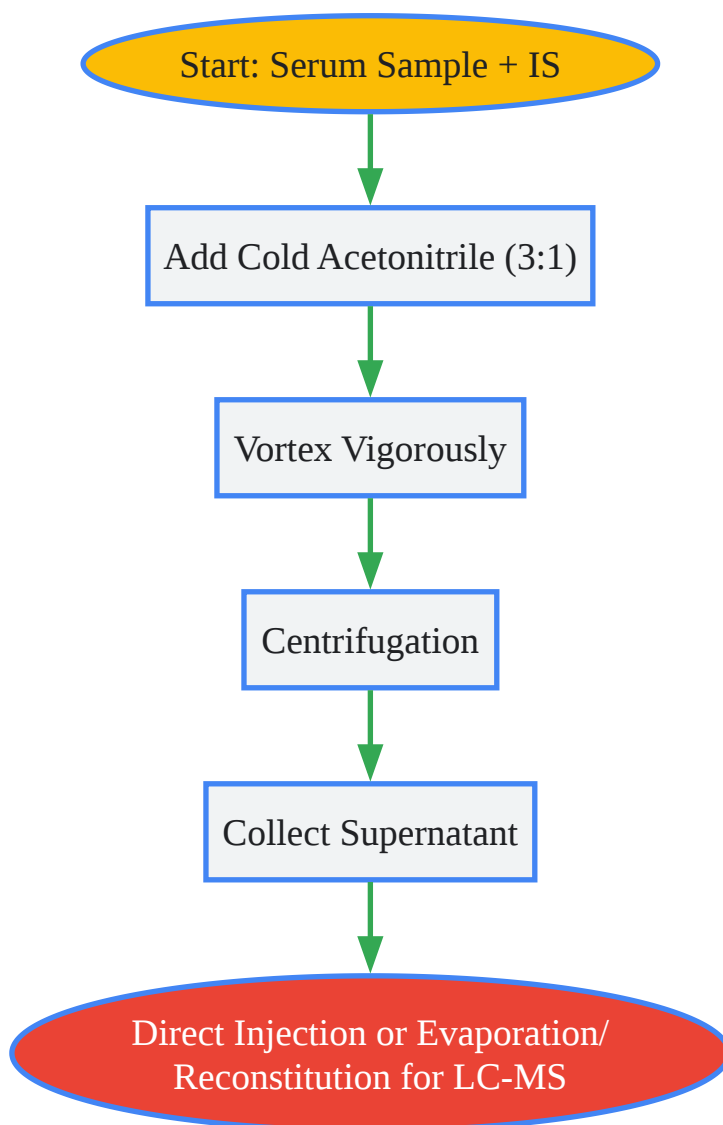 Start: Serum Sample + IS
Add Cold Acetonitrile (3:1)
Vortex Vigorously
Centrifugation
Collect Supernatant
Direct Injection or Evaporation/
Reconstitution for LC-MS